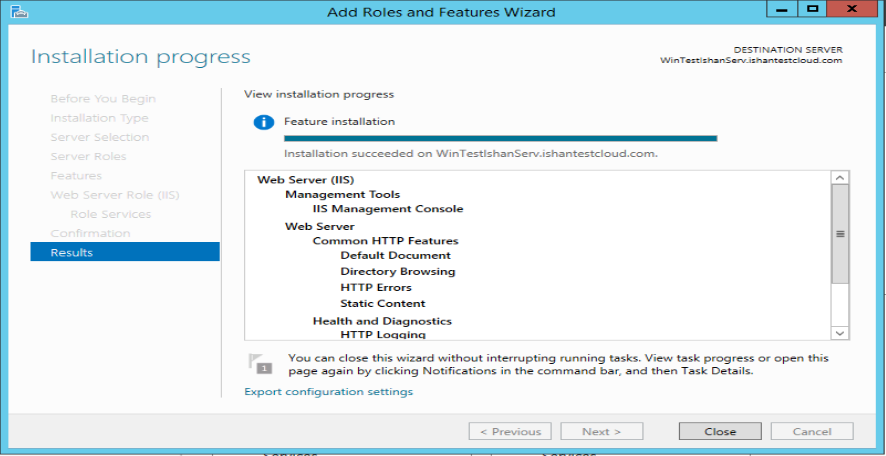 Add Roles and Features Wizard
Installation progress
DESTINATION SERVER
WinTestIshanServ.ishantestcloud.com
Before You Begin
Installation Type
Server Selection
Server Roles
Features
Web Server Role (IIS)
Role Services
Confirmation
Results
View installation progress
Feature installation
Installation succeeded on WinTestIshanServ.ishantestcloud.com.
Web Server (IIS)
Management Tools
IIS Management Console
Web Server
Common HTTP Features
Default Document
Directory Browsing
HTTP Errors
Static Content
Health and Diagnostics
HTTP Logging
1
You can close this wizard without interrupting running tasks. View task progress or open this
page again by clicking Notifications in the command bar, and then Task Details.
Export configuration settings
< Previous
Next >
Close
Cancel